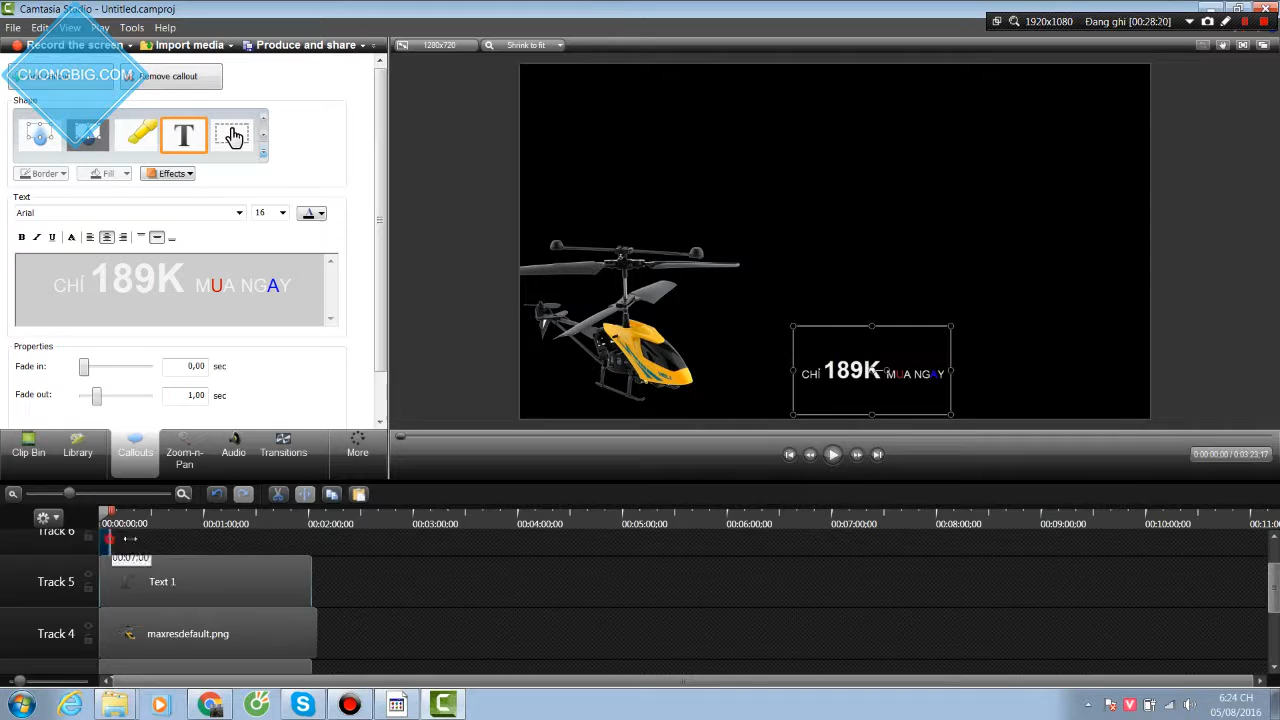 Camtasia Studio - Untitled.camproj
File Edit View Play Tools Help
1920x1080 Đang ghi (00:28:20)
Record the screen Import media Produce and share
1280x720 Shrink to fit
CUONGBIG.COM
Remove callout
Shape
T
Border Fill Effects
Text
Arial 16 A
B I U A
CHỈ 189K MUA NGAY
Properties
Fade in: 0,00 sec
Fade out: 1,00 sec
CHỈ 189K MUA NGAY
Clip Bin Library Callouts Zoom-n-Pan Audio Transitions More
0:00:00;00 / 0:03:23;17
00:00:00;00 00:01:00;00 00:02:00;00 00:03:00;00 00:04:00;00 00:05:00;00 00:06:00;00 00:07:00;00 00:08:00;00 00:09:00;00 00:10:00;00 00:11:0
Track 6
00:07;00
Track 5 Text 1
Track 4 maxresdefault.png
6:24 CH
05/08/2016